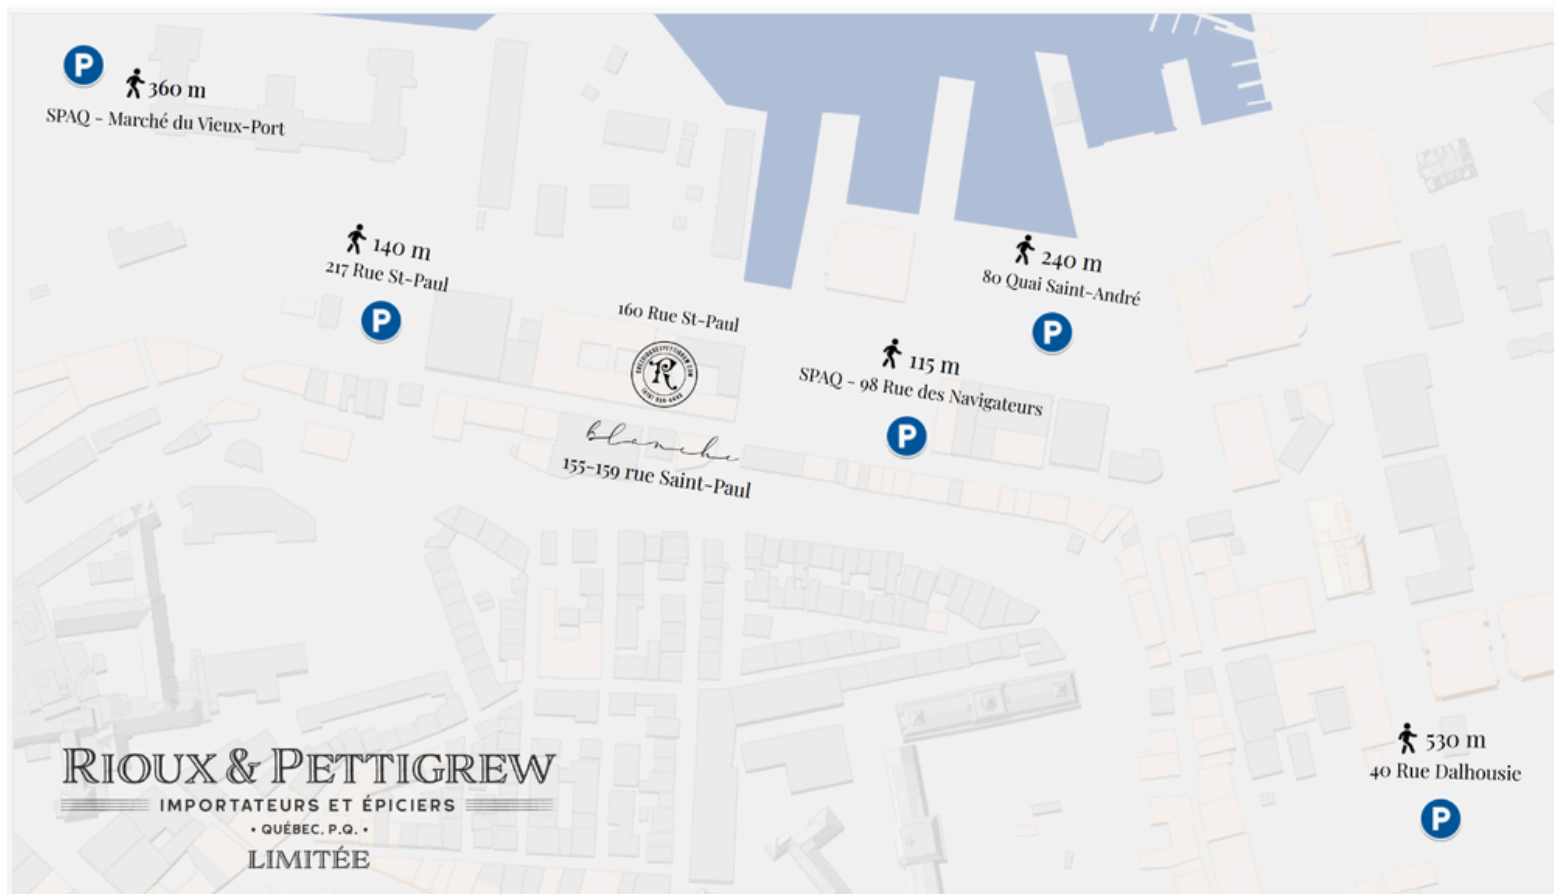 P
360 m
SPAQ - Marché du Vieux-Port
140 m
217 Rue St-Paul
P
160 Rue St-Paul
R
240 m
80 Quai Saint-André
P
115 m
SPAQ - 98 Rue des Navigateurs
P
blanche
155-159 rue Saint-Paul
530 m
40 Rue Dalhousie
P
RIOUX & PETTIGREW
IMPORTATEURS ET ÉPICIERS
• QUÉBEC, P.Q. •
LIMITÉE